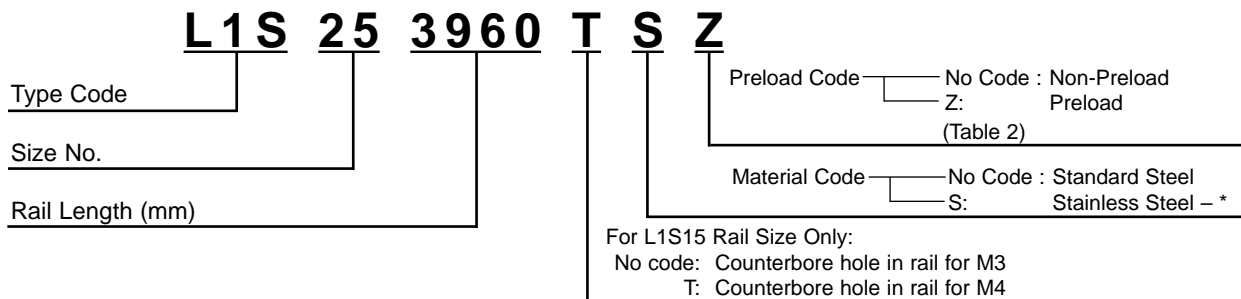 L1S 25 3960 T S Z
Type Code
Size No.
Rail Length (mm)
Preload Code No Code : Non-Preload
Z: Preload
(Table 2)
Material Code No Code : Standard Steel
S: Stainless Steel – *
For L1S15 Rail Size Only:
No code: Counterbore hole in rail for M3
T: Counterbore hole in rail for M4